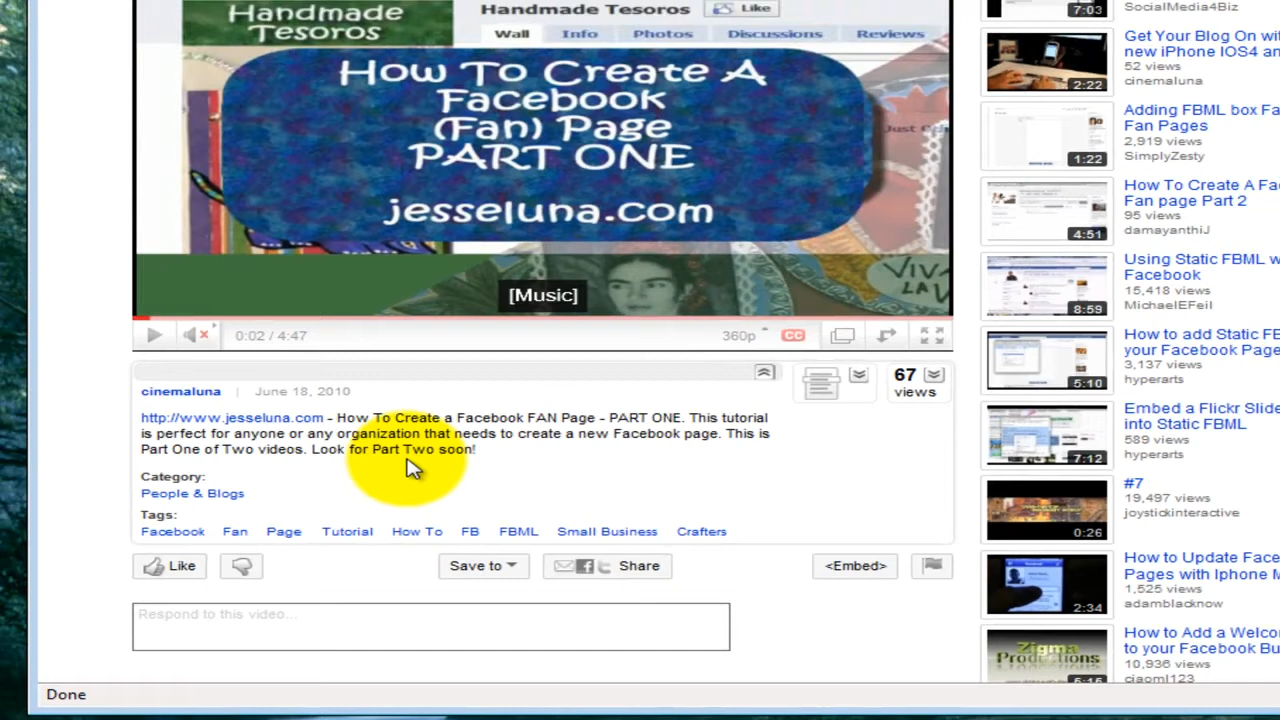 Handmade
Tesoros
Handmade Tesoros
Like
Wall
Info
Photos
Discussions
Reviews
How To Create A
Facebook
(Fan) Page
PART ONE
jesseluna.com
Just
VIVA
LA
[Music]
0:02 / 4:47
360p
CC
cinemaluna | June 18, 2010
67
views
http://www.jesseluna.com - How To Create a Facebook FAN Page - PART ONE. This tutorial
is perfect for anyone or any organization that needs to create a new Facebook page. This is
Part One of Two videos. Look for Part Two soon!
Category:
People & Blogs
Tags:
Facebook Fan Page Tutorial How To FB FBML Small Business Crafters
Like
Save to
Share
<Embed>
Respond to this video...
Done
7:03
SocialMedia4Biz
Get Your Blog On wit
new iPhone IOS4 an
52 views
cinemaluna
2:22
Adding FBML box Fa
Fan Pages
2,919 views
SimplyZesty
1:22
How To Create A Fa
Fan page Part 2
95 views
damayanthiJ
4:51
Using Static FBML w
Facebook
15,418 views
MichaelEFeil
8:59
How to add Static FB
your Facebook Page
3,137 views
hyperarts
5:10
Embed a Flickr Slide
into Static FBML
589 views
hyperarts
7:12
#7
19,497 views
joystickinteractive
0:26
How to Update Face
Pages with Iphone M
1,525 views
adamblacknow
2:34
How to Add a Welco
to your Facebook Bu
10,936 views
ciaoml123
Zigma
Productions
5:15